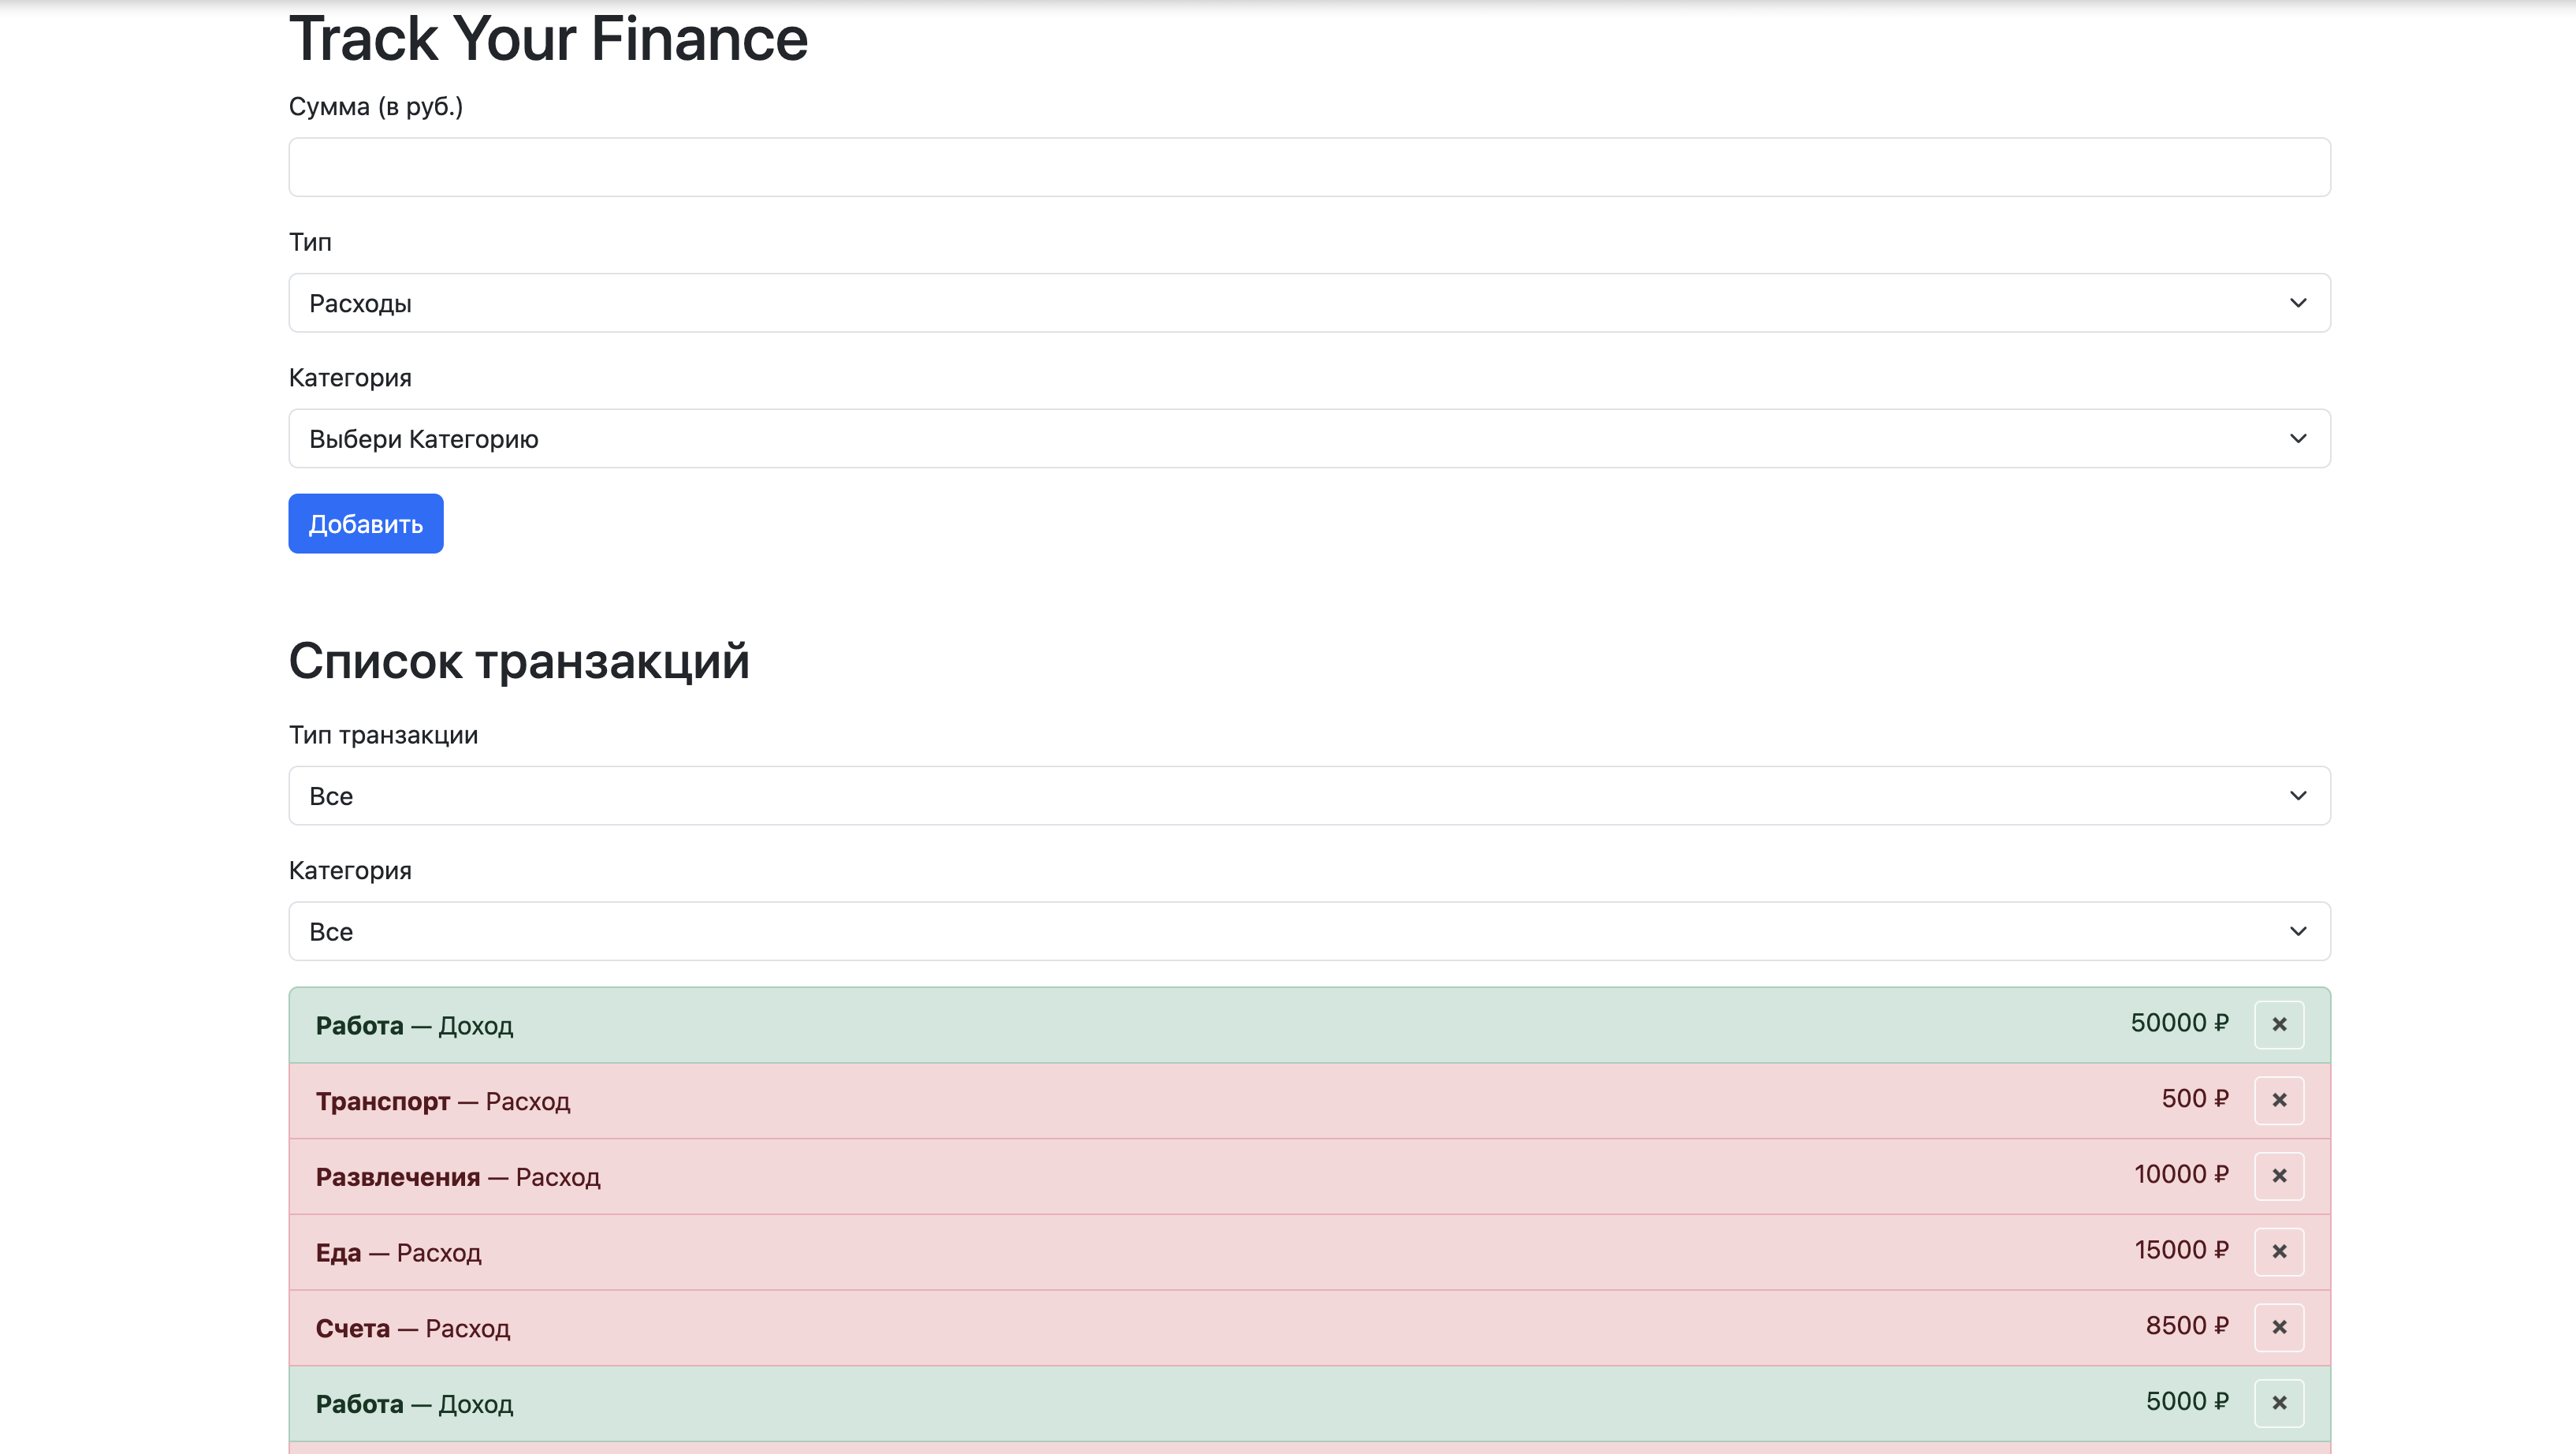 Track Your Finance
Сумма (в руб.)
Тип
Расходы
Категория
Выбери Категорию
Добавить
Список транзакций
Тип транзакции
Все
Категория
Все
Работа — Доход 50000 ₽
Транспорт — Расход 500 ₽
Развлечения — Расход 10000 ₽
Еда — Расход 15000 ₽
Счета — Расход 8500 ₽
Работа — Доход 5000 ₽